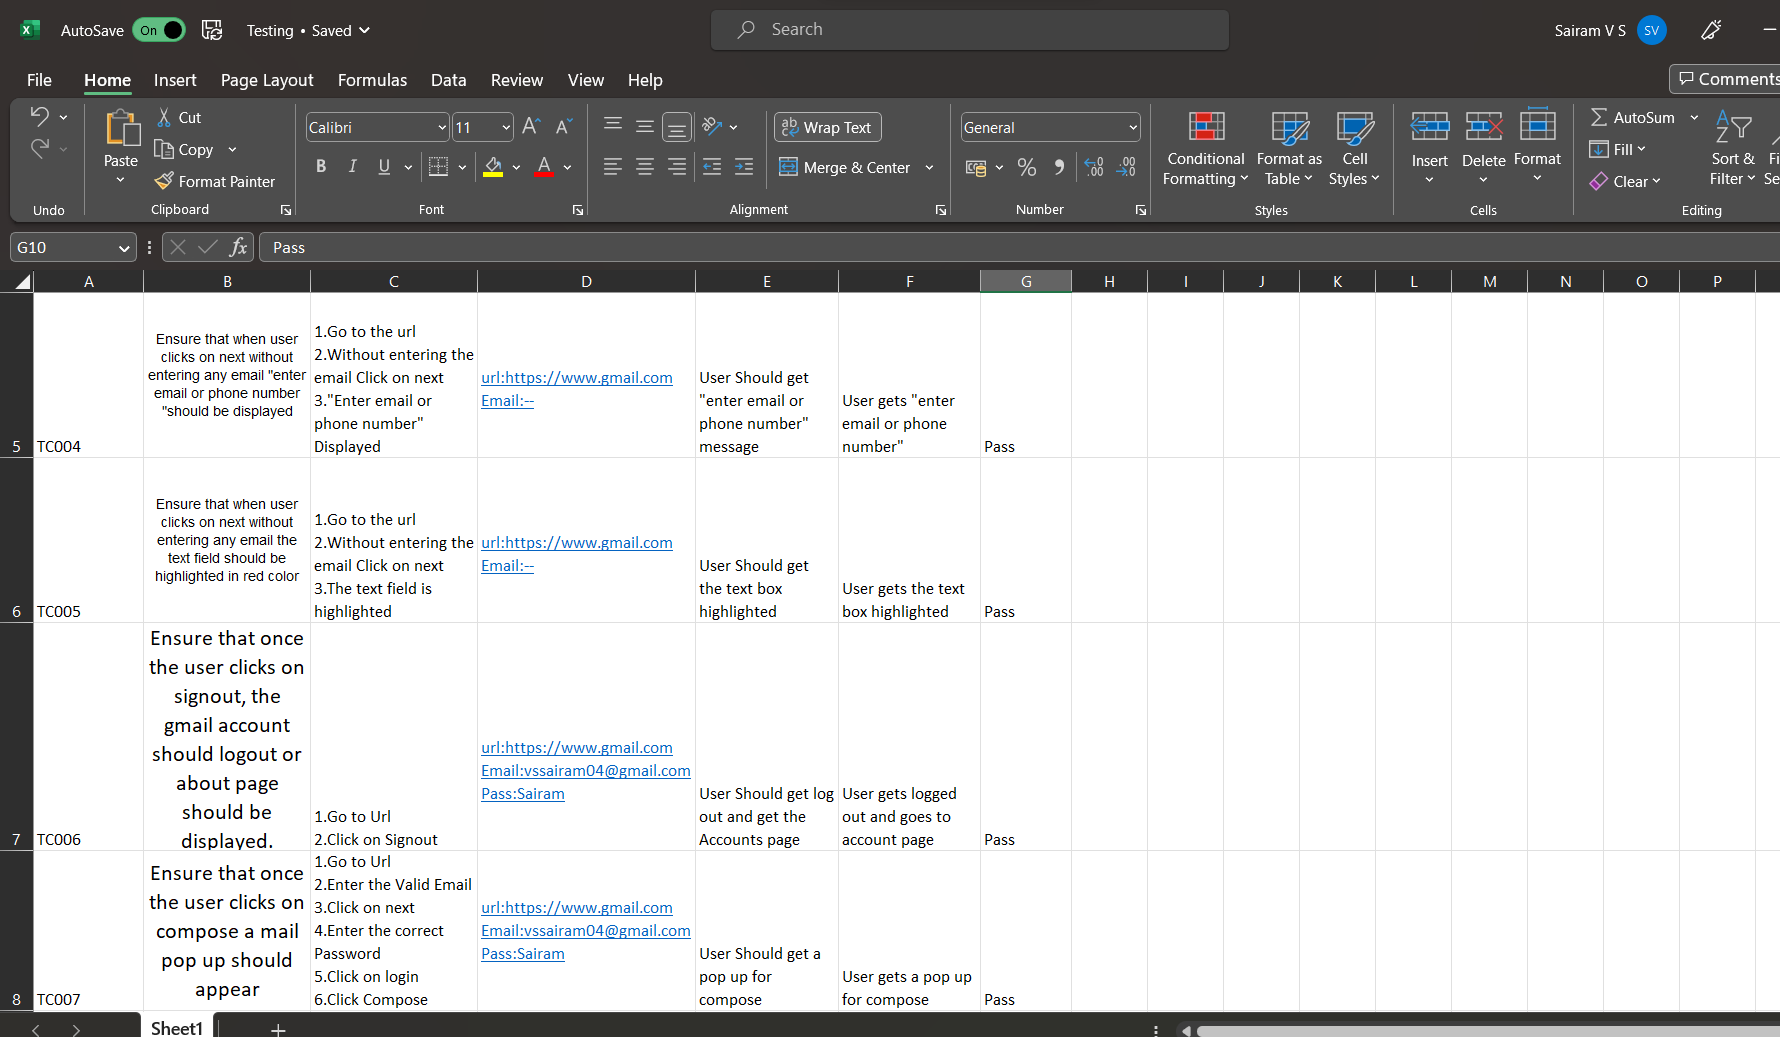 AutoSave On Testing • Saved Search Sairam V S SV
File Home Insert Page Layout Formulas Data Review View Help Comments
Paste Cut Copy Format Painter
Calibri 11
B I U A A
ab Wrap Text
Merge & Center
General
% 9 .00 .00
Conditional Formatting Format as Table Cell Styles
Insert Delete Format
AutoSum
Fill
Clear
Sort & Filter
Undo Clipboard Font Alignment Number Styles Cells Editing
G10 fx Pass
A B C D E F G H I J K L M N O P
5 TC004
Ensure that when user
clicks on next without
entering any email "enter
email or phone number
"should be displayed
1.Go to the url
2.Without entering the
email Click on next
3."Enter email or
phone number"
Displayed
url:https://www.gmail.com
Email:--
User Should get
"enter email or
phone number"
message
User gets "enter
email or phone
number"
Pass
6 TC005
Ensure that when user
clicks on next without
entering any email the
text field should be
highlighted in red color
1.Go to the url
2.Without entering the
email Click on next
3.The text field is
highlighted
url:https://www.gmail.com
Email:--
User Should get
the text box
highlighted
User gets the text
box highlighted
Pass
7 TC006
Ensure that once
the user clicks on
signout, the
gmail account
should logout or
about page
should be
displayed.
1.Go to Url
2.Click on Signout
url:https://www.gmail.com
Email:vssairam04@gmail.com
Pass:Sairam
User Should get log
out and get the
Accounts page
User gets logged
out and goes to
account page
Pass
8 TC007
Ensure that once
the user clicks on
compose a mail
pop up should
appear
1.Go to Url
2.Enter the Valid Email
3.Click on next
4.Enter the correct
Password
5.Click on login
6.Click Compose
url:https://www.gmail.com
Email:vssairam04@gmail.com
Pass:Sairam
User Should get a
pop up for
compose
User gets a pop up
for compose
Pass
Sheet1